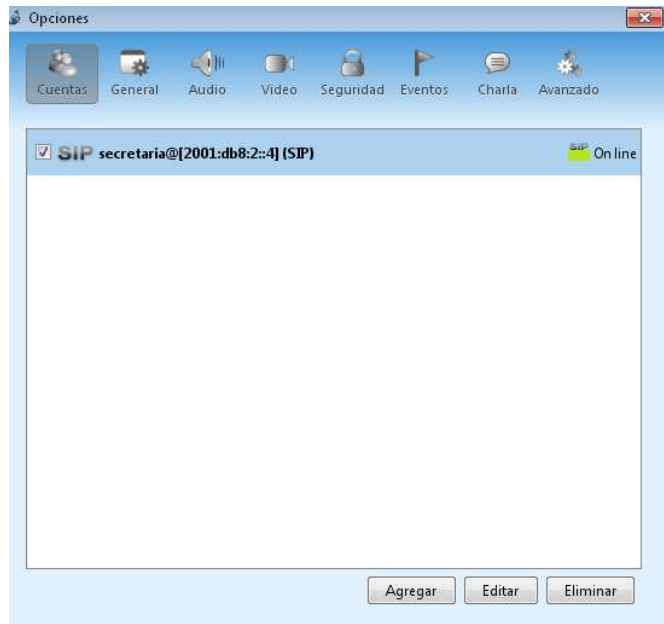 Opciones
Cuentas General Audio Video Seguridad Eventos Charla Avanzado
SIP secretaria@[2001:db8:2::4] (SIP) SIP On line
Agregar Editar Eliminar